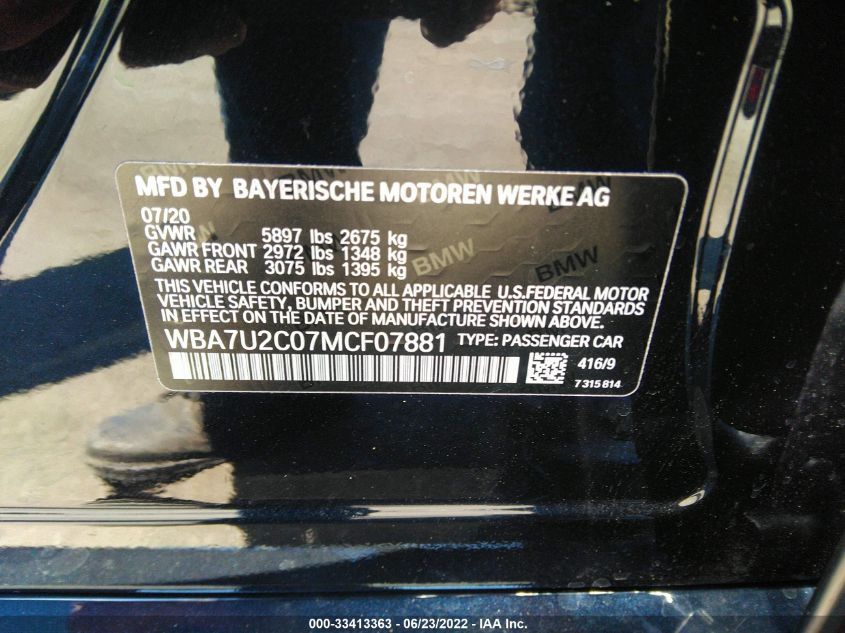 MFD BY BAYERISCHE MOTOREN WERKE AG
07/20
GVWR 5897 lbs 2675 kg
GAWR FRONT 2972 lbs 1348 kg
GAWR REAR 3075 lbs 1395 kg
BMW BMW
THIS VEHICLE CONFORMS TO ALL APPLICABLE U.S.FEDERAL MOTOR
VEHICLE SAFETY, BUMPER AND THEFT PREVENTION STANDARDS
IN EFFECT ON THE DATE OF MANUFACTURE SHOWN ABOVE.
WBA7U2C07MCF07881 TYPE: PASSENGER CAR
416/9
7315814
000-33413363 - 06/23/2022 - IAA Inc.